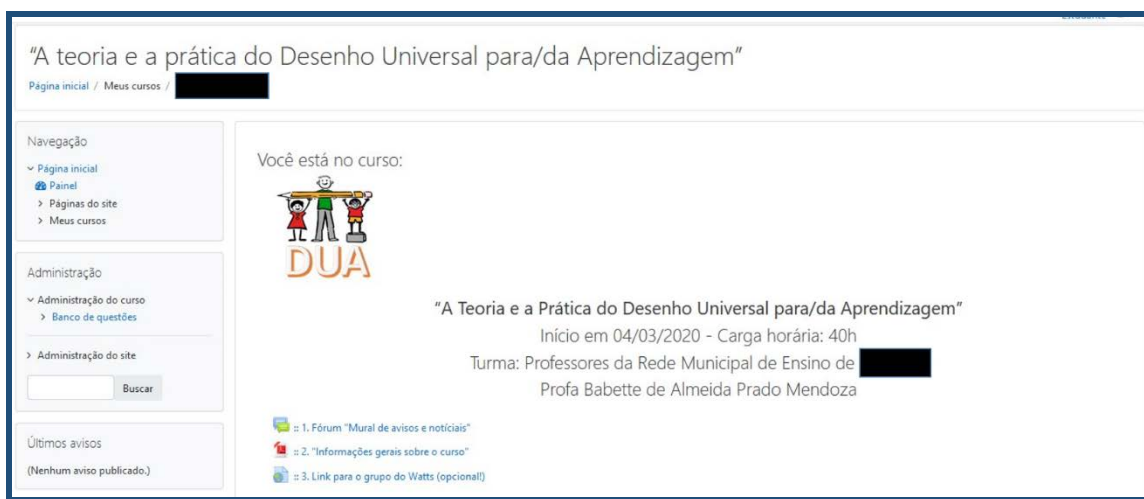 "A teoria e a prática do Desenho Universal para/da Aprendizagem"
Página inicial / Meus cursos /
Navegação
Página inicial
Painel
Páginas do site
Meus cursos
Administração
Administração do curso
Banco de questões
Administração do site
Buscar
Últimos avisos
(Nenhum aviso publicado.)
Você está no curso:
DUA
"A Teoria e a Prática do Desenho Universal para/da Aprendizagem"
Início em 04/03/2020 - Carga horária: 40h
Turma: Professores da Rede Municipal de Ensino de
Profa Babette de Almeida Prado Mendoza
:: 1. Fórum "Mural de avisos e notíciais"
:: 2. "Informações gerais sobre o curso"
:: 3. Link para o grupo do Watts (opcional!)